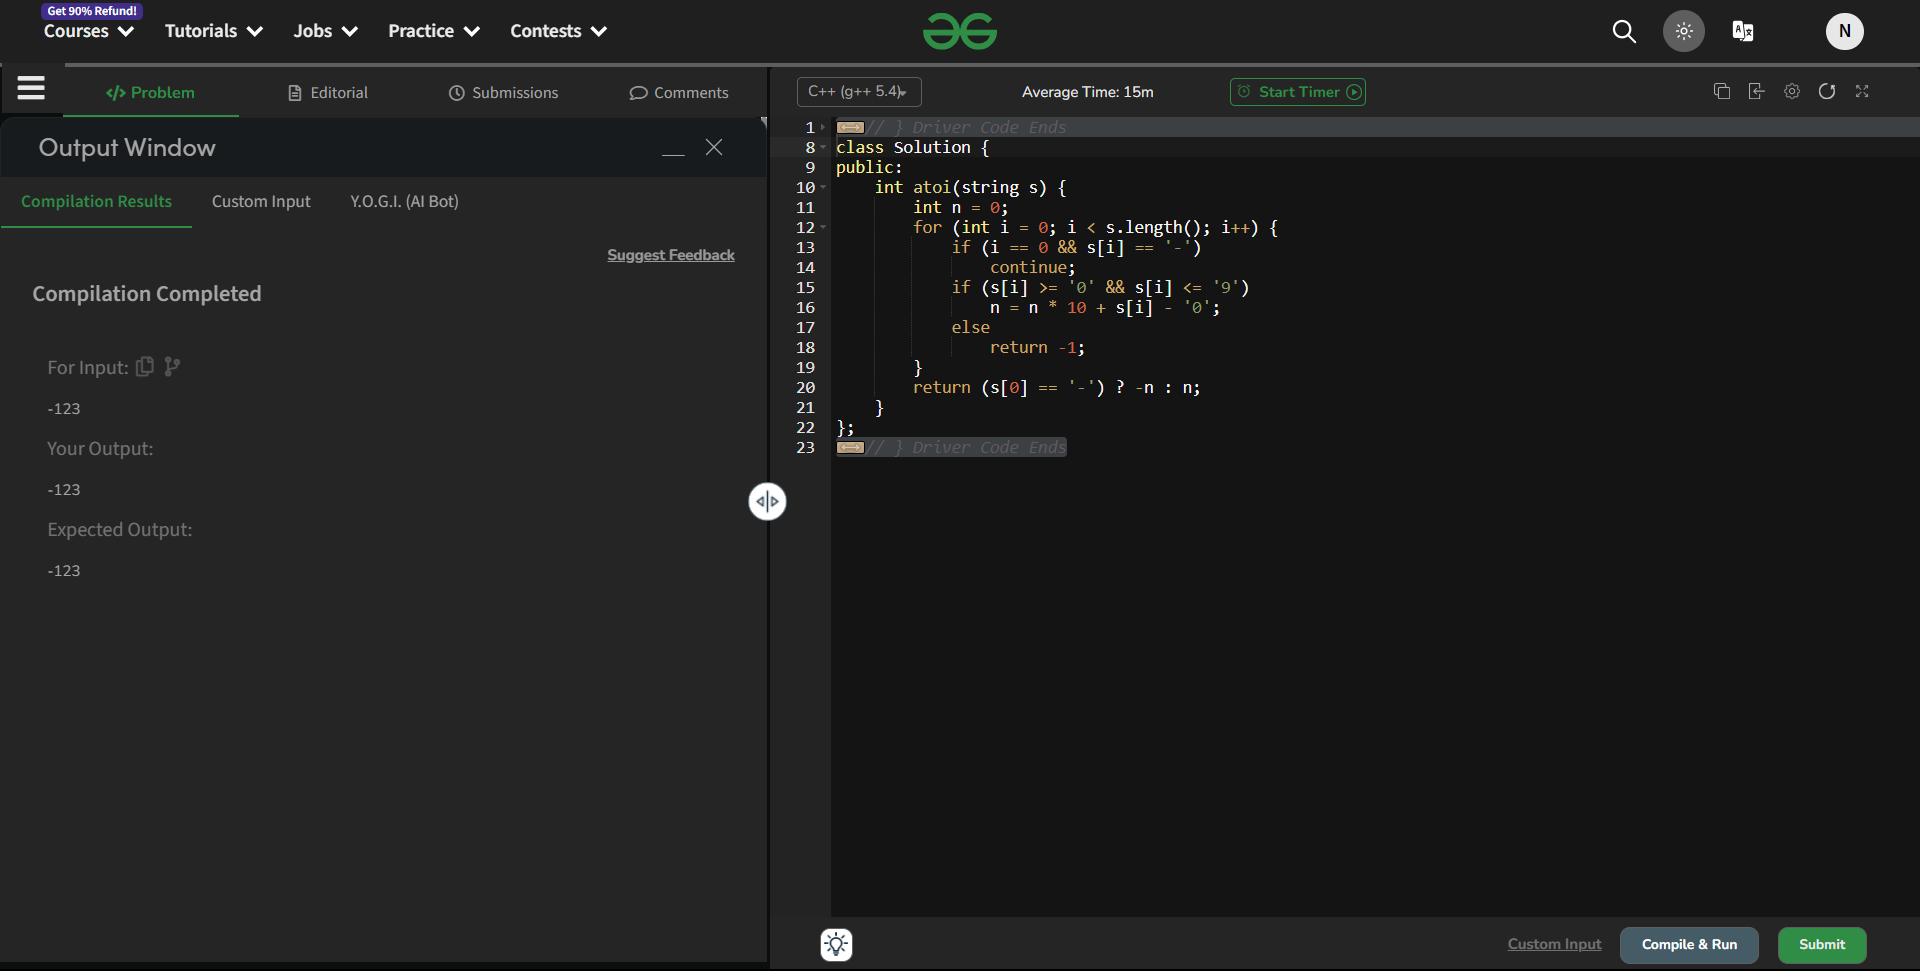 Get 90% Refund!
Courses Tutorials Jobs Practice Contests
N
Problem Editorial Submissions Comments
Output Window
Compilation Results Custom Input Y.O.G.I. (AI Bot)
Suggest Feedback
Compilation Completed
For Input:
-123
Your Output:
-123
Expected Output:
-123
C++ (g++ 5.4) Average Time: 15m Start Timer
1 // } Driver Code Ends
8 class Solution {
9 public:
10 int atoi(string s) {
11 int n = 0;
12 for (int i = 0; i < s.length(); i++) {
13 if (i == 0 && s[i] == '-')
14 continue;
15 if (s[i] >= '0' && s[i] <= '9')
16 n = n * 10 + s[i] - '0';
17 else
18 return -1;
19 }
20 return (s[0] == '-') ? -n : n;
21 }
22 };
23 // } Driver Code Ends
Custom Input Compile & Run Submit